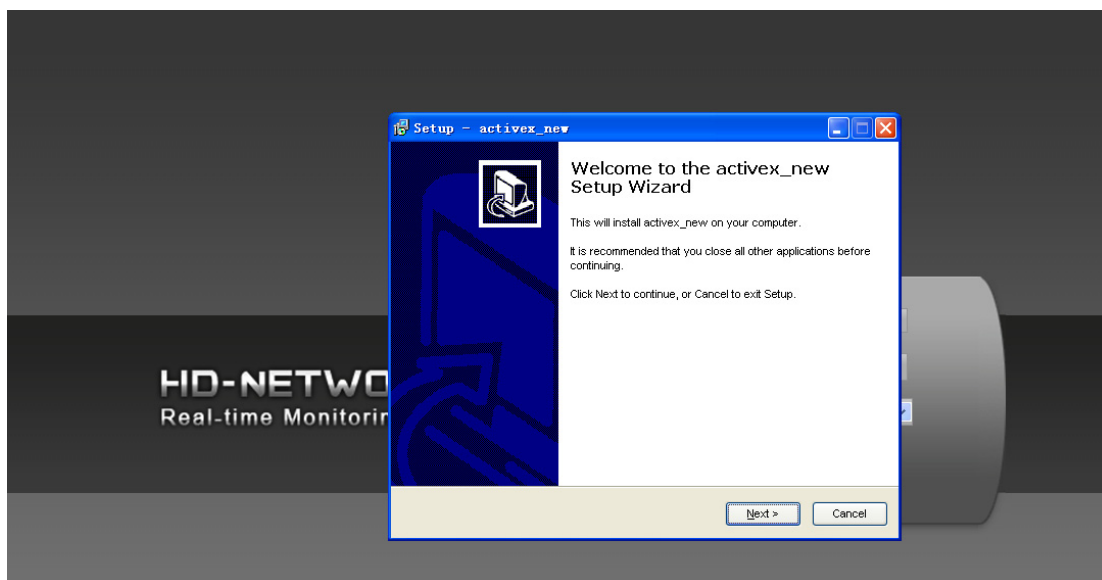 Setup - activex_new
Welcome to the activex_new
Setup Wizard
This will install activex_new on your computer.
It is recommended that you close all other applications before
continuing.
Click Next to continue, or Cancel to exit Setup.
HD-NETWO
Real-time Monitorin
Next >
Cancel